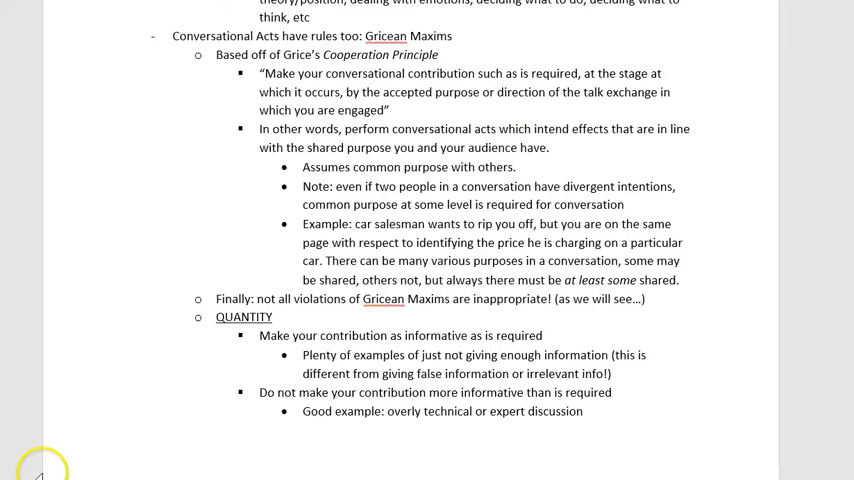 theory/position, dealing with emotions, deciding what to do, deciding what to
think, etc
- Conversational Acts have rules too: Gricean Maxims
o Based off of Grice's Cooperation Principle
▪ "Make your conversational contribution such as is required, at the stage at
which it occurs, by the accepted purpose or direction of the talk exchange in
which you are engaged"
▪ In other words, perform conversational acts which intend effects that are in line
with the shared purpose you and your audience have.
• Assumes common purpose with others.
• Note: even if two people in a conversation have divergent intentions,
common purpose at some level is required for conversation
• Example: car salesman wants to rip you off, but you are on the same
page with respect to identifying the price he is charging on a particular
car. There can be many various purposes in a conversation, some may
be shared, others not, but always there must be at least some shared.
o Finally: not all violations of Gricean Maxims are inappropriate! (as we will see…)
o QUANTITY
▪ Make your contribution as informative as is required
• Plenty of examples of just not giving enough information (this is
different from giving false information or irrelevant info!)
▪ Do not make your contribution more informative than is required
• Good example: overly technical or expert discussion